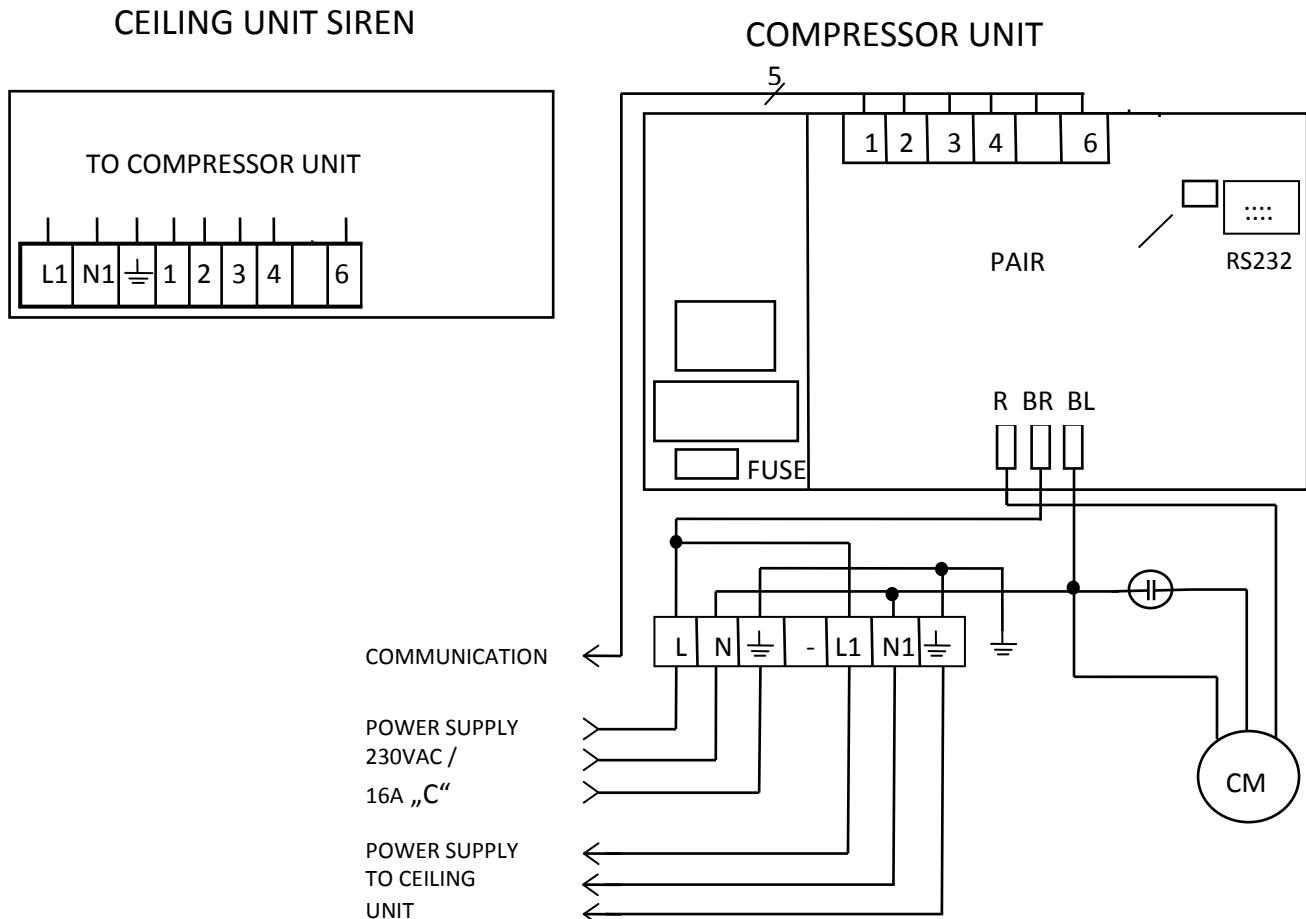 CEILING UNIT SIREN
COMPRESSOR UNIT
5
TO COMPRESSOR UNIT
L1 N1 1 2 3 4 6
1 2 3 4 6
PAIR
RS232
R BR BL
FUSE
L N - L1 N1
COMMUNICATION
POWER SUPPLY
230VAC /
16A „C“
POWER SUPPLY
TO CEILING
UNIT
CM